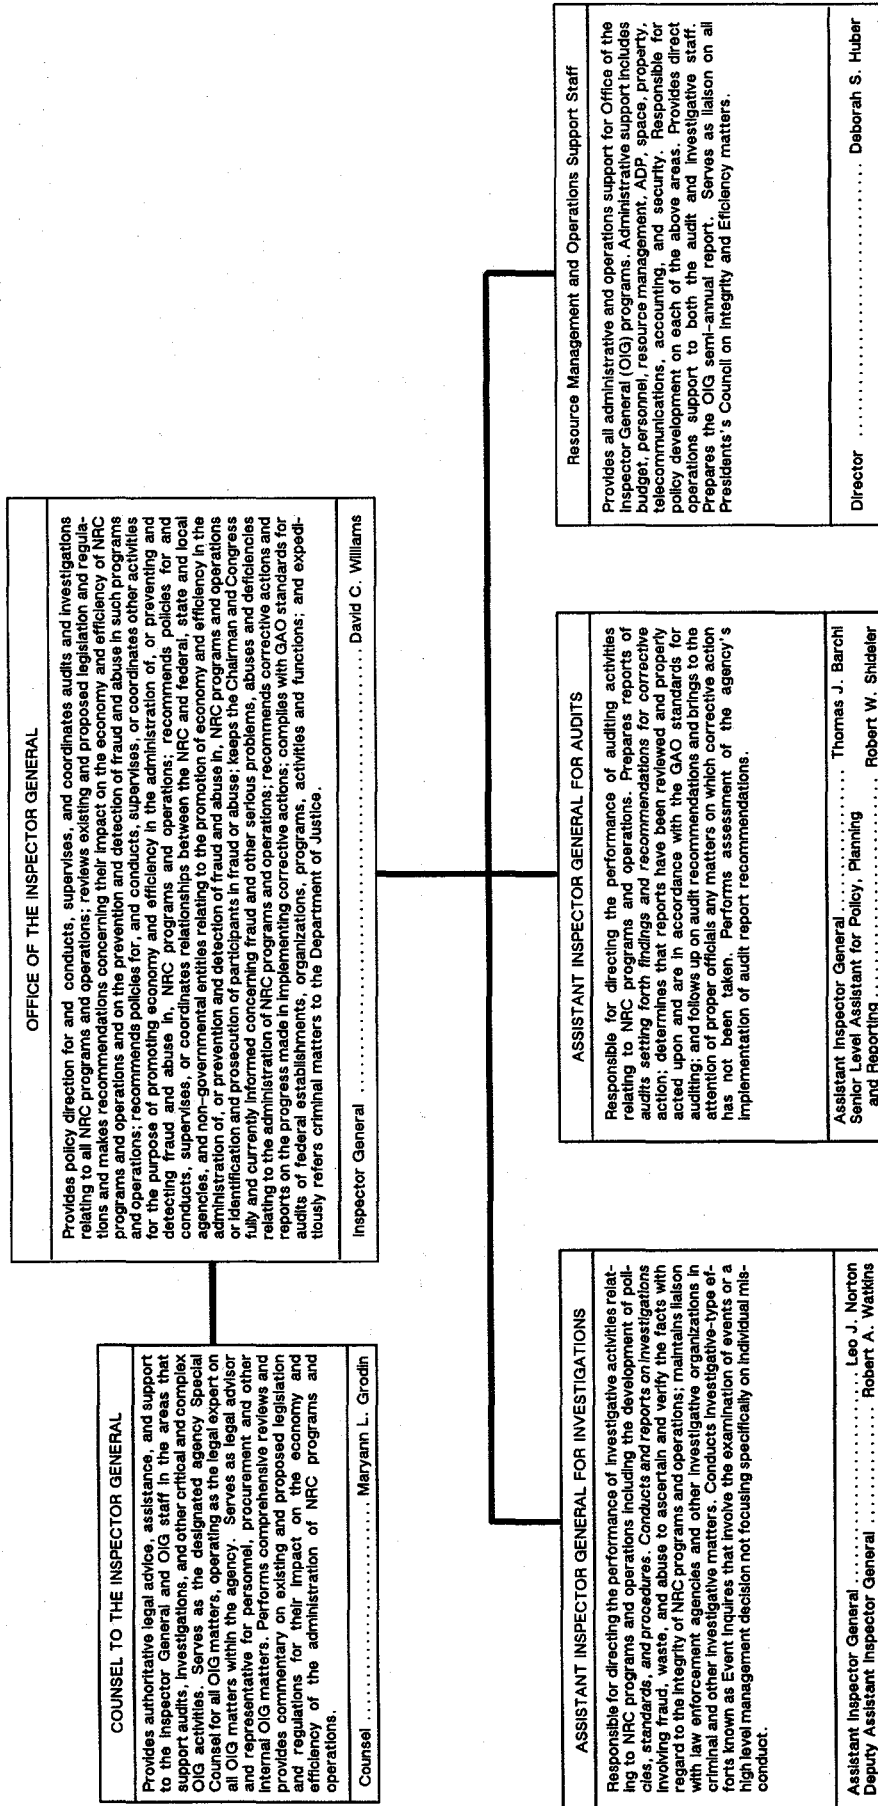 OFFICE OF THE INSPECTOR GENERAL
Provides policy direction for and conducts, supervises, and coordinates audits and investigations
relating to all NRC programs and operations; reviews existing and proposed legislation and regula-
tions and makes recommendations concerning their impact on the economy and efficiency of NRC
programs and operations and on the prevention and detection of fraud and abuse in such programs
and operations; recommends policies for, and conducts, supervises, or coordinates other activities
for the purpose of promoting economy and efficiency in the administration of, or preventing and
detecting fraud and abuse in, NRC programs and operations; recommends policies for and
conducts, supervises, or coordinates relationships between the NRC and federal, state and local
agencies, and non-governmental entities relating to the promotion of economy and efficiency in the
administration of, or prevention and detection of fraud and abuse in, NRC programs and operations
or identification and prosecution of participants in fraud or abuse; keeps the Chairman and Congress
fully and currently informed concerning fraud and other serious problems, abuses and deficiencies
relating to the administration of NRC programs and operations; recommends corrective actions and
reports on the progress made in implementing corrective actions; complies with GAO standards for
audits of federal establishments, organizations, programs, activities and functions; and expedi-
tiously refers criminal matters to the Department of Justice.
Inspector General .......................... David C. Williams
COUNSEL TO THE INSPECTOR GENERAL
Provides authoritative legal advice, assistance, and support
to the Inspector General and OIG staff in the areas that
support audits, investigations, and other critical and complex
OIG activities. Serves as the designated agency Special
Counsel for all OIG matters, operating as the legal expert on
all OIG matters within the agency. Serves as legal advisor
and representative for personnel, procurement and other
internal OIG matters. Performs comprehensive reviews and
provides commentary on existing and proposed legislation
and regulations for their impact on the economy and
efficiency of the administration of NRC programs and
operations.
Counsel .................... Maryann L. Grodin
ASSISTANT INSPECTOR GENERAL FOR INVESTIGATIONS
Responsible for directing the performance of investigative activities relat-
ing to NRC programs and operations including the development of poli-
cies, standards, and procedures. Conducts and reports on investigations
involving fraud, waste, and abuse to ascertain and verify the facts with
regard to the integrity of NRC programs and operations; maintains liaison
with law enforcement agencies and other investigative organizations in
criminal and other investigative matters. Conducts investigative-type ef-
forts known as Event Inquires that involve the examination of events or a
high level management decision not focusing specifically on individual mis-
conduct.
Assistant Inspector General .................... Leo J. Norton
Deputy Assistant Inspector General ............ Robert A. Watkins
ASSISTANT INSPECTOR GENERAL FOR AUDITS
Responsible for directing the performance of auditing activities
relating to NRC programs and operations. Prepares reports of
audits setting forth findings and recommendations for corrective
action; determines that reports have been reviewed and properly
acted upon and are in accordance with the GAO standards for
auditing; and follows up on audit recommendations and brings to the
attention of proper officials any matters on which corrective action
has not been taken. Performs assessment of the agency's
implementation of audit report recommendations.
Assistant Inspector General ................ Thomas J. Barchi
Senior Level Assistant for Policy, Planning
and Reporting ........................ Robert W. Shideler
Resource Management and Operations Support Staff
Provides all administrative and operations support for Office of the
Inspector General (OIG) programs. Administrative support includes
budget, personnel, resource management, ADP, space, property,
telecommunications, accounting, and security. Responsible for
policy development on each of the above areas. Provides direct
operations support to both the audit and investigative staff.
Prepares the OIG semi-annual report. Serves as liaison on all
Presidents's Council on Integrity and Eficiency matters.
Director .............................. Deborah S. Huber